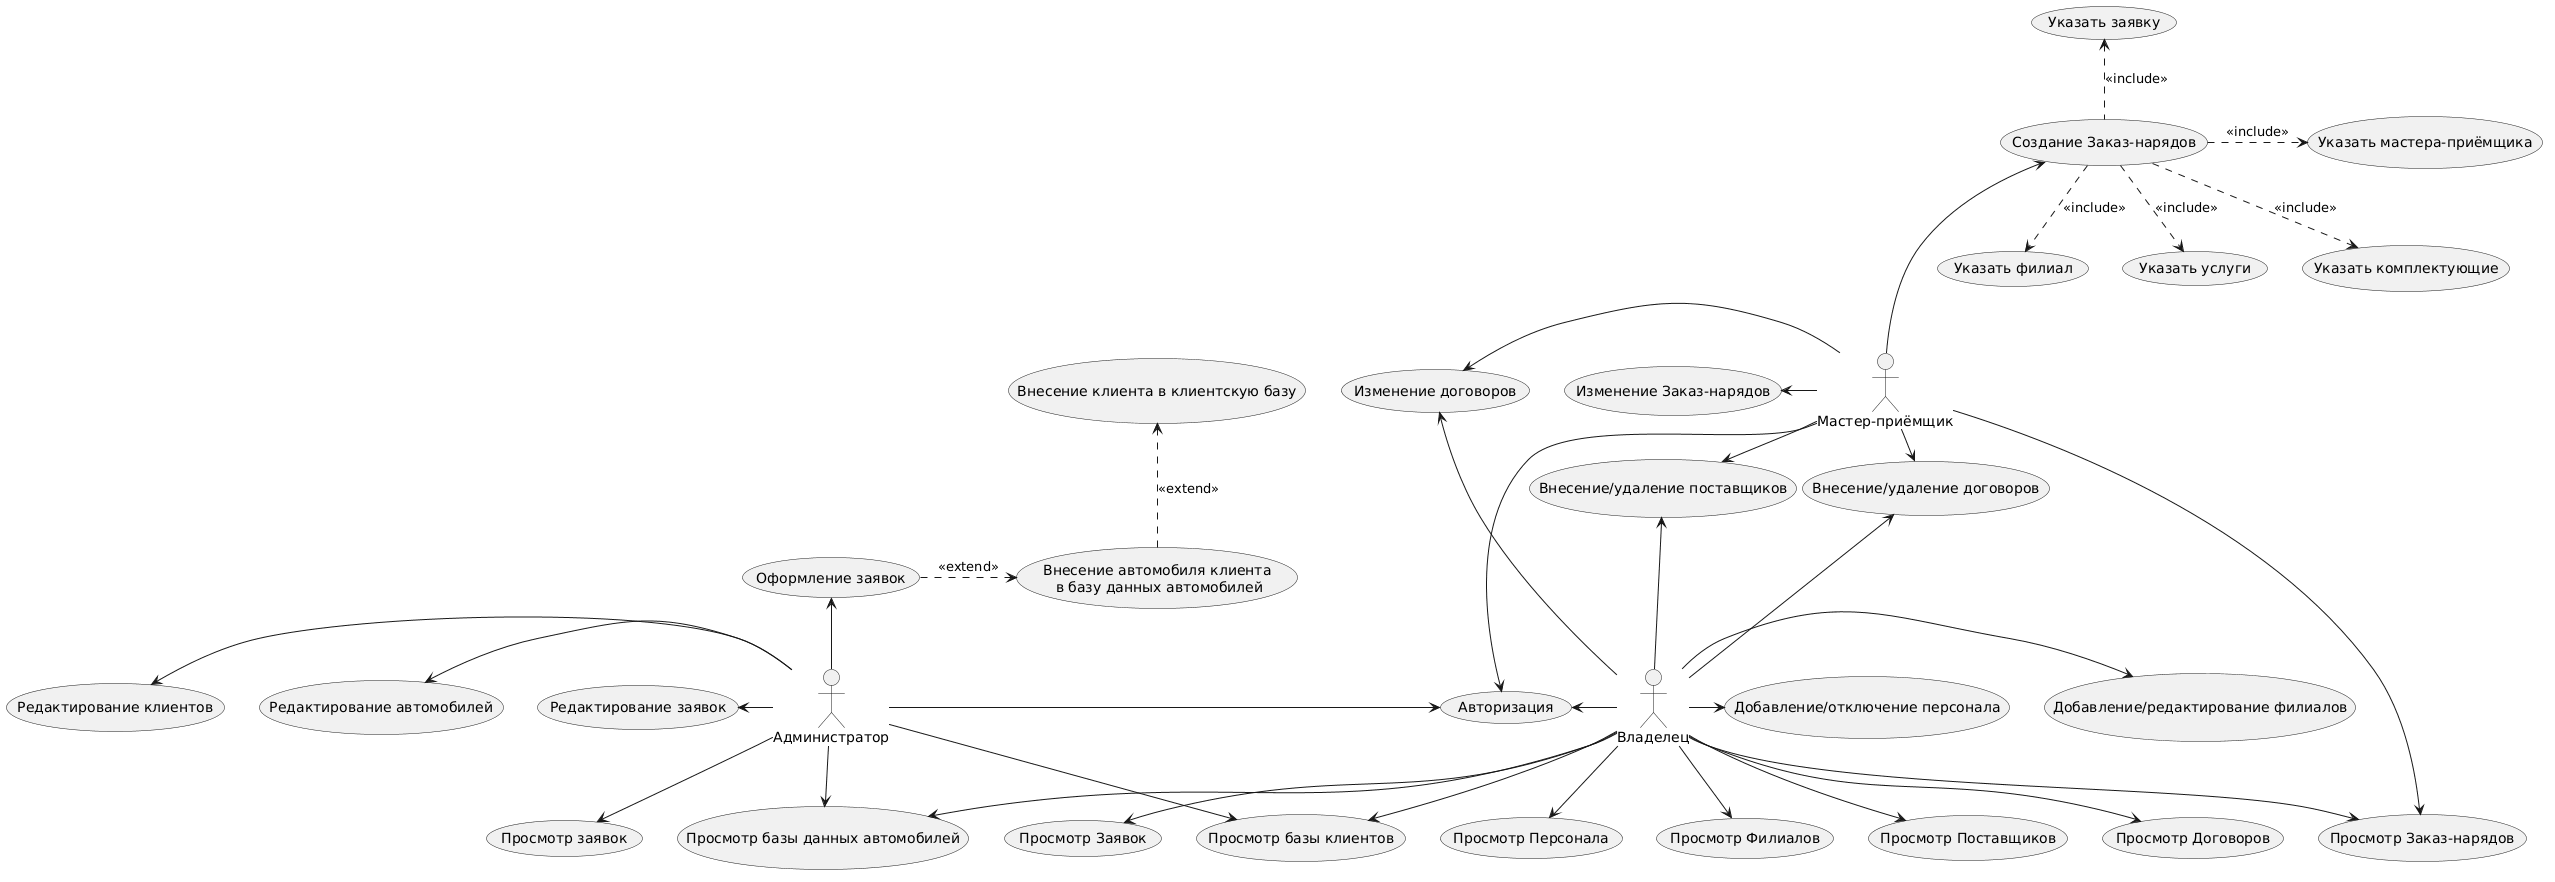 Указать заявку
«include»
Создание Заказ-нарядов
«include»
Указать мастера-приёмщика
«include»
«include»
«include»
Указать филиал
Указать услуги
Указать комплектующие
Внесение клиента в клиентскую базу
Изменение договоров
Изменение Заказ-нарядов
Мастер-приёмщик
«extend»
Внесение/удаление поставщиков
Внесение/удаление договоров
Оформление заявок
«extend»
Внесение автомобиля клиента
в базу данных автомобилей
Редактирование клиентов
Редактирование автомобилей
Редактирование заявок
Администратор
Авторизация
Владелец
Добавление/отключение персонала
Добавление/редактирование филиалов
Просмотр заявок
Просмотр базы данных автомобилей
Просмотр Заявок
Просмотр базы клиентов
Просмотр Персонала
Просмотр Филиалов
Просмотр Поставщиков
Просмотр Договоров
Просмотр Заказ-нарядов